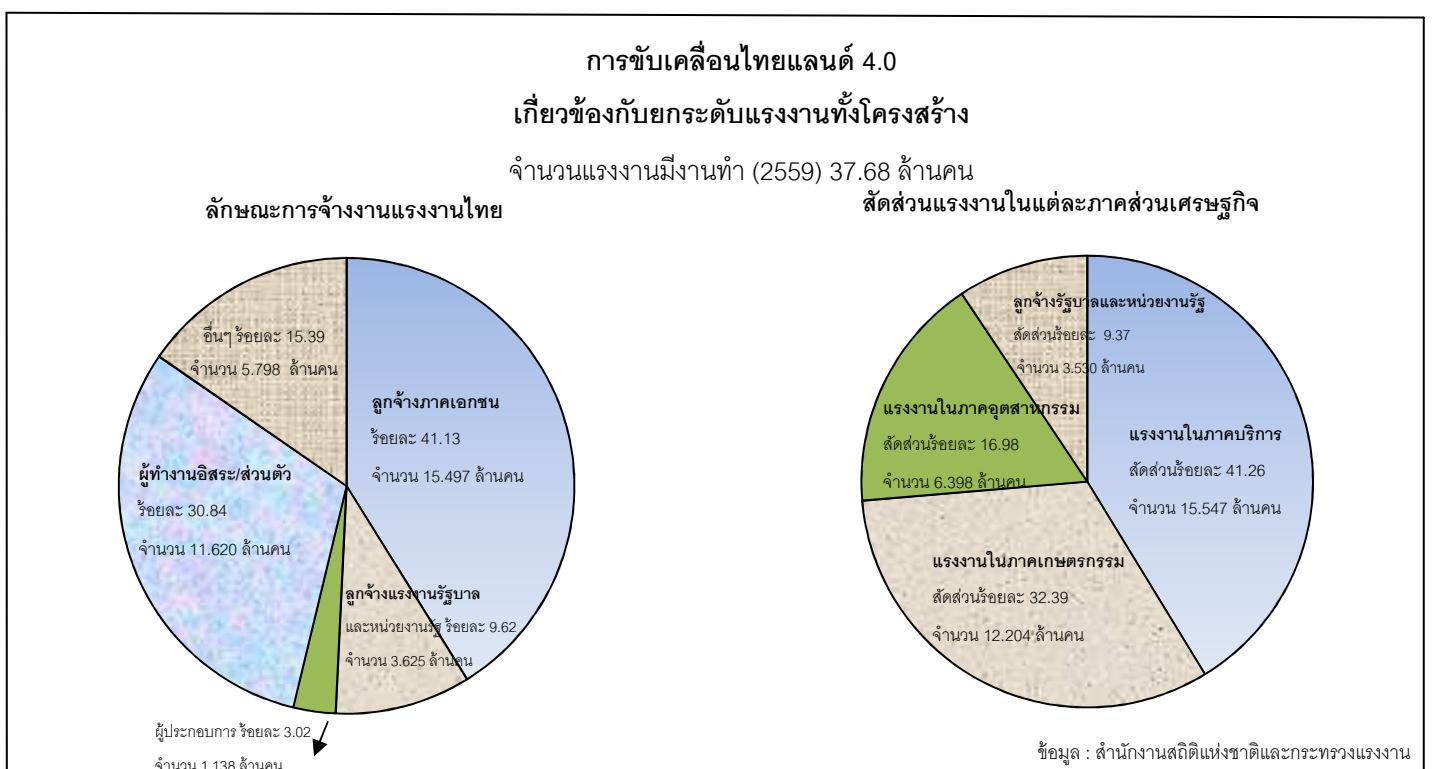 การขับเคลื่อนไทยแลนด์ 4.0
เกี่ยวข้องกับยกระดับแรงงานทั้งโครงสร้าง
จำนวนแรงงานมีงานทำ (2559) 37.68 ล้านคน
ลักษณะการจ้างงานแรงงานไทย
อื่นๆ ร้อยละ 15.39
จำนวน 5.798 ล้านคน
ลูกจ้างภาคเอกชน
ร้อยละ 41.13
จำนวน 15.497 ล้านคน
ผู้ทำงานอิสระ/ส่วนตัว
ร้อยละ 30.84
จำนวน 11.620 ล้านคน
ลูกจ้างแรงงานรัฐบาล
และหน่วยงานรัฐ ร้อยละ 9.62
จำนวน 3.625 ล้านคน
ผู้ประกอบการ ร้อยละ 3.02
จำนวน 1.138 ล้านคน
สัดส่วนแรงงานในแต่ละภาคส่วนเศรษฐกิจ
ลูกจ้างรัฐบาลและหน่วยงานรัฐ
สัดส่วนร้อยละ 9.37
จำนวน 3.530 ล้านคน
แรงงานในภาคอุตสาหกรรม
สัดส่วนร้อยละ 16.98
จำนวน 6.398 ล้านคน
แรงงานในภาคบริการ
สัดส่วนร้อยละ 41.26
จำนวน 15.547 ล้านคน
แรงงานในภาคเกษตรกรรม
สัดส่วนร้อยละ 32.39
จำนวน 12.204 ล้านคน
ข้อมูล : สำนักงานสถิติแห่งชาติและกระทรวงแรงงาน